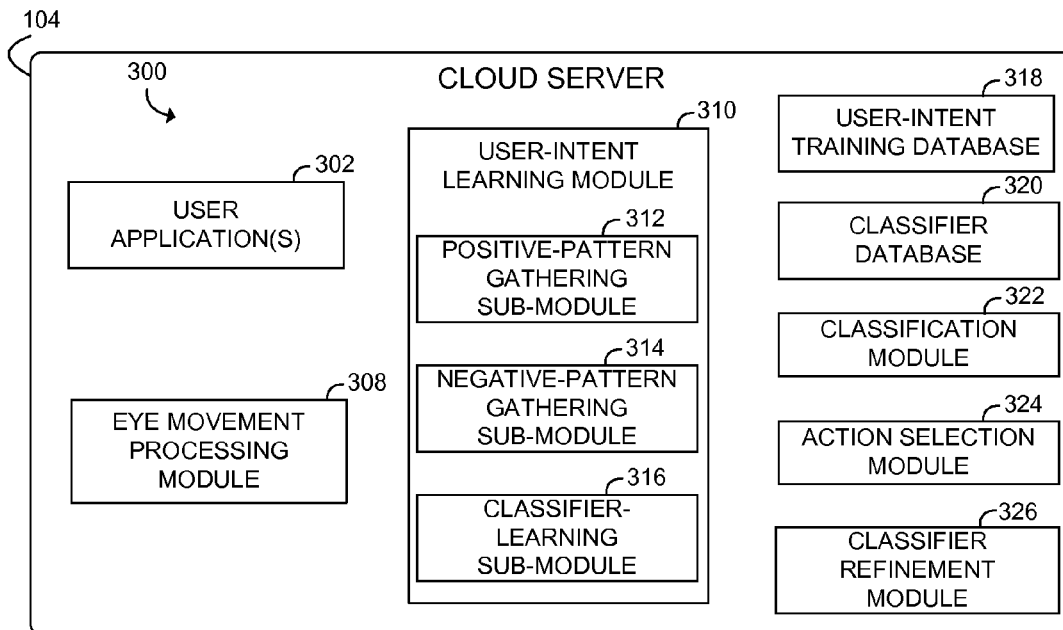 104
300
CLOUD SERVER
302
USER
APPLICATION(S)
308
EYE MOVEMENT
PROCESSING
MODULE
310
USER-INTENT
LEARNING MODULE
312
POSITIVE-PATTERN
GATHERING
SUB-MODULE
314
NEGATIVE-PATTERN
GATHERING
SUB-MODULE
316
CLASSIFIER-
LEARNING
SUB-MODULE
318
USER-INTENT
TRAINING DATABASE
320
CLASSIFIER
DATABASE
322
CLASSIFICATION
MODULE
324
ACTION SELECTION
MODULE
326
CLASSIFIER
REFINEMENT
MODULE